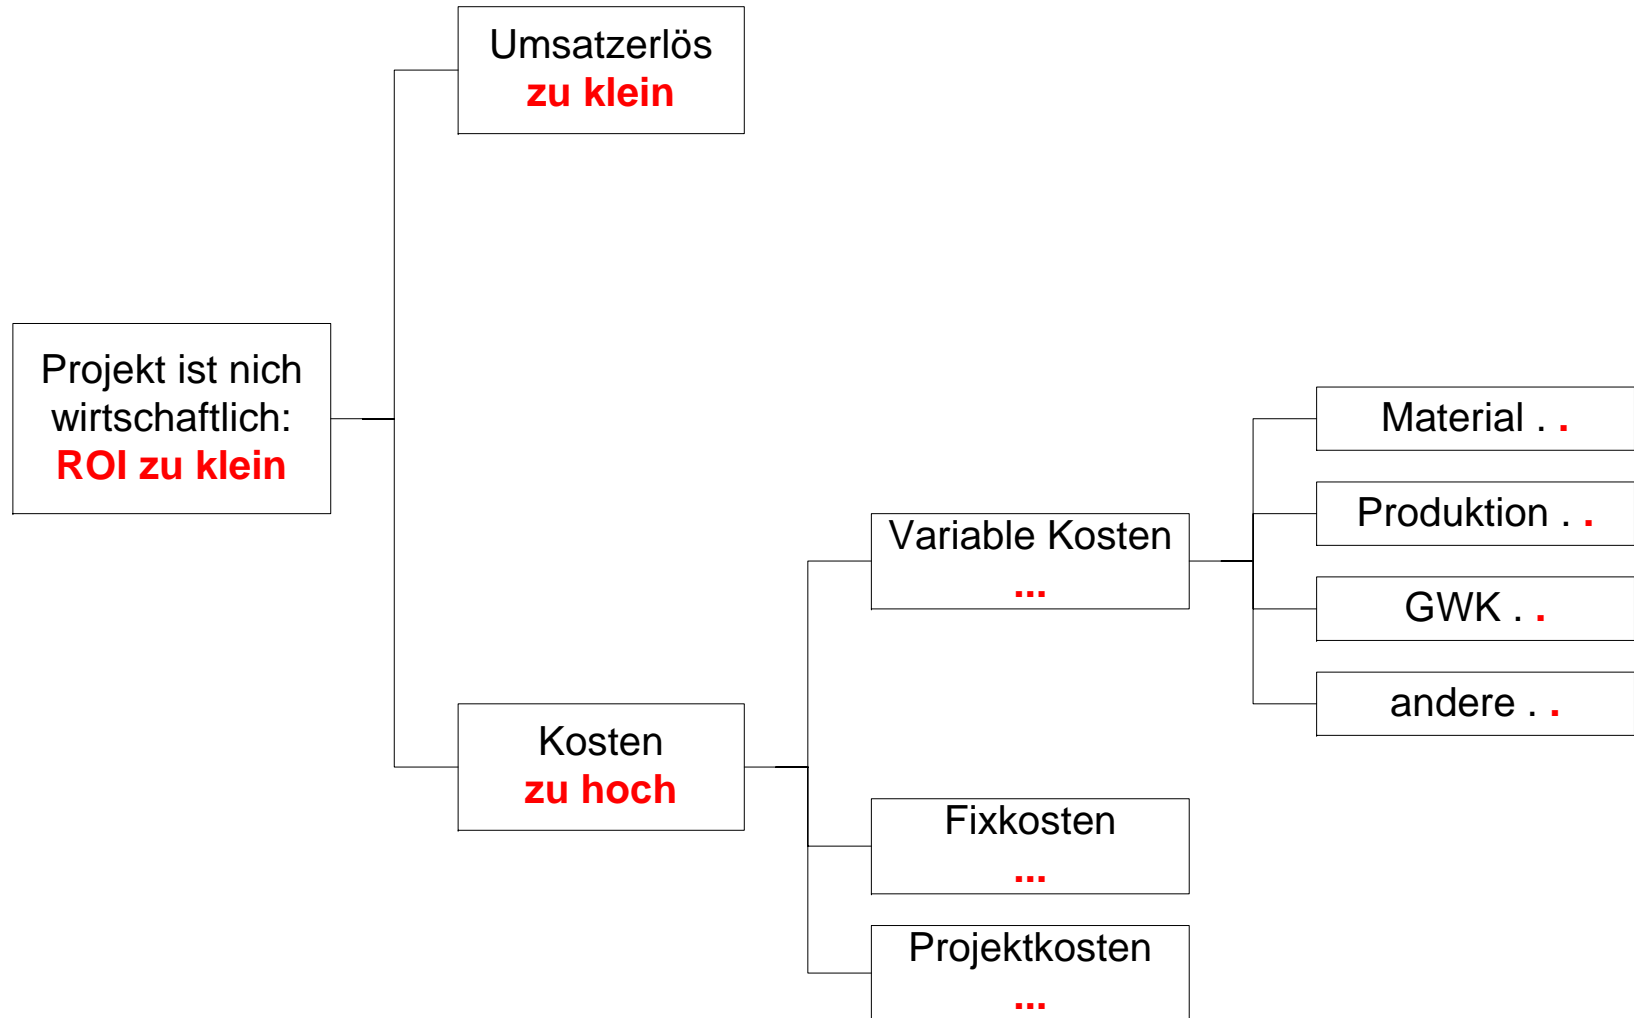 Umsatzerlös
zu klein
Projekt ist nich
wirtschaftlich:
ROI zu klein
Material . .
Produktion . .
Variable Kosten
...
GWK . .
andere . .
Kosten
zu hoch
Fixkosten
...
Projektkosten
...